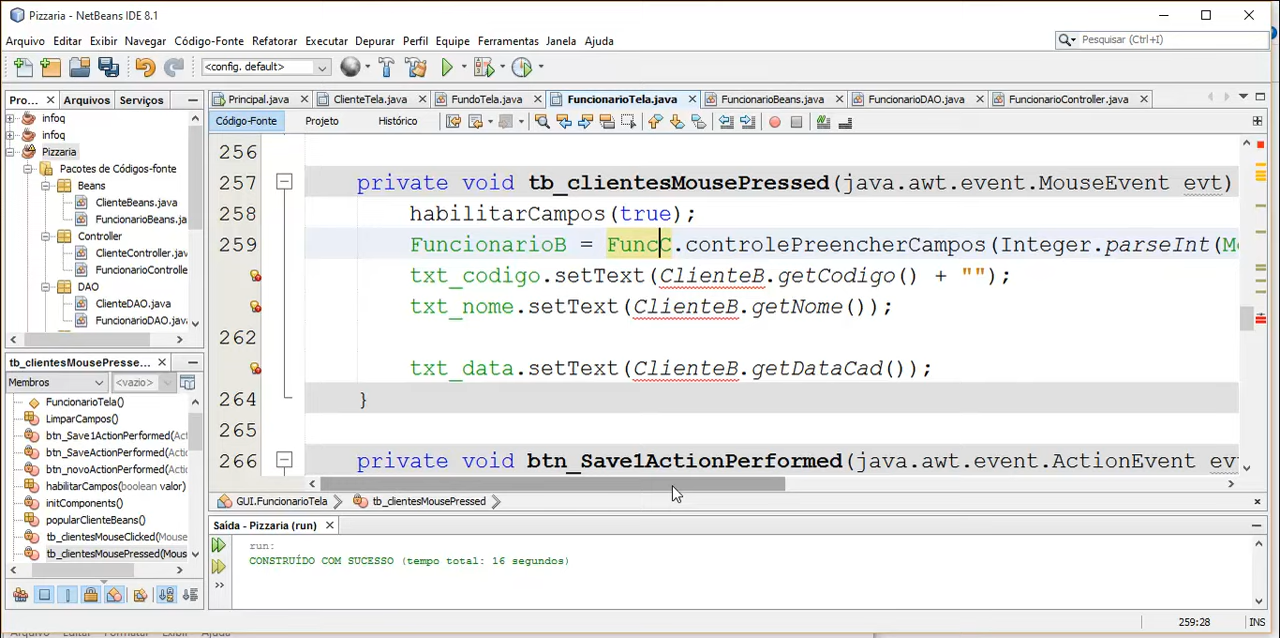 Pizzaria - NetBeans IDE 8.1
Arquivo Editar Exibir Navegar Código-Fonte Refatorar Executar Depurar Perfil Equipe Ferramentas Janela Ajuda
Pesquisar (Ctrl+I)
<config. default>
Pro... Arquivos Serviços
Principal.java ClienteTela.java FundoTela.java FuncionarioTela.java FuncionarioBeans.java FuncionarioDAO.java FuncionarioController.java
Código-Fonte Projeto Histórico
infoq
infoq
Pizzaria
Pacotes de Códigos-fonte
Beans
ClienteBeans.java
FuncionarioBeans.ja
Controller
ClienteController.java
FuncionarioControlle
DAO
ClienteDAO.java
FuncionarioDAO.java
256
257 private void tb_clientesMousePressed(java.awt.event.MouseEvent evt)
258 habilitarCampos(true);
259 FuncionarioB = FuncC.controlePreencherCampos(Integer.parseInt(Mo
txt_codigo.setText(ClienteB.getCodigo() + "");
txt_nome.setText(ClienteB.getNome());
262
txt_data.setText(ClienteB.getDataCad());
264 }
265
266 private void btn_Save1ActionPerformed(java.awt.event.ActionEvent ev
tb_clientesMousePresse...
Membros <vazio>
FuncionarioTela()
LimparCampos()
btn_Save1ActionPerformed(Act
btn_SaveActionPerformed(Acti
btn_novoActionPerformed(Actio
habilitarCampos(boolean valor)
initComponents()
popularClienteBeans()
tb_clientesMouseClicked(Mouse
tb_clientesMousePressed(Mous
GUI.FuncionarioTela tb_clientesMousePressed
Saída - Pizzaria (run)
run:
CONSTRUÍDO COM SUCESSO (tempo total: 16 segundos)
259:28 INS